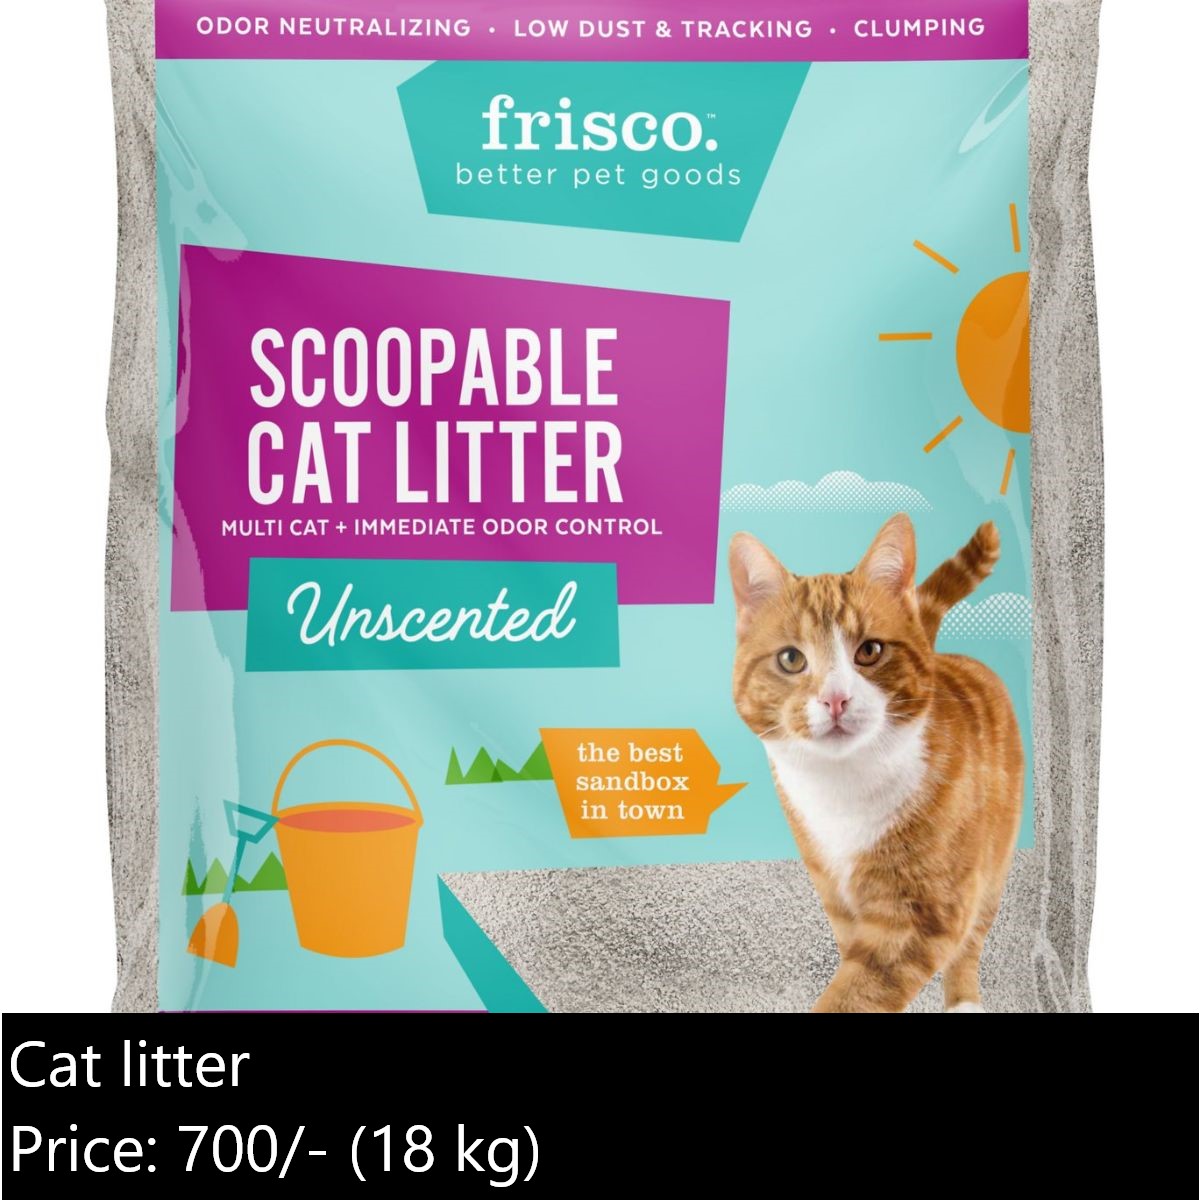 ODOR NEUTRALIZING • LOW DUST & TRACKING • CLUMPING
frisco.™
better pet goods
SCOOPABLE
CAT LITTER
MULTI CAT + IMMEDIATE ODOR CONTROL
Unscented
the best
sandbox
in town
Cat litter
Price: 700/- (18 kg)